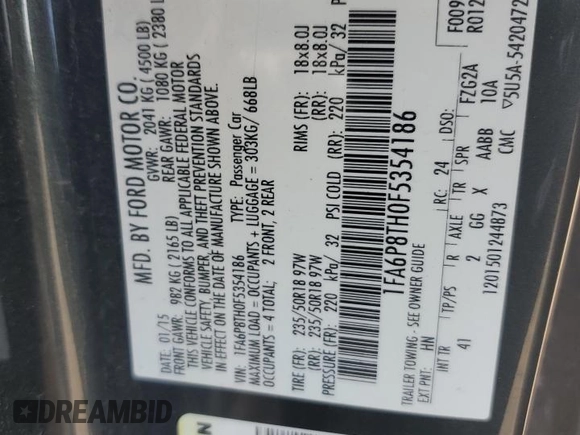 MFD. BY FORD MOTOR CO.
DATE: 01/15 GVWR: 2041 KG ( 4500 LB)
FRONT GAWR: 982 KG ( 2165 LB) REAR GAWR: 1080 KG ( 2380 LB)
THIS VEHICLE CONFORMS TO ALL APPLICABLE FEDERAL MOTOR
VEHICLE SAFETY, BUMPER, AND THEFT PREVENTION STANDARDS
IN EFFECT ON THE DATE OF MANUFACTURE SHOWN ABOVE.
VIN: 1FA6P8TH0F5354186 TYPE: Passenger Car
MAXIMUM LOAD = OCCUPANTS + LUGGAGE = 303KG/ 668LB
OCCUPANTS = 4 TOTAL; 2 FRONT, 2 REAR
TIRE (FR): 235/50R18 97W RIMS (FR): 18x8.0J
(RR): 235/50R18 97W (RR): 18x8.0J
PRESSURE (FR): 220 kPa/ 32 PSI COLD (RR): 220 kPa/ 32 P
1FA6P8TH0F5354186
TRAILER TOWING - SEE OWNER GUIDE
F009
R012
EXT PNT: HN RC: 24 DSO:
INT TR TP/PS R AXLE TR SPR FZG2A
41 2 GG X AABB 10A
1201501244873 CMC ▽5U5A-5420472
DREAMBID